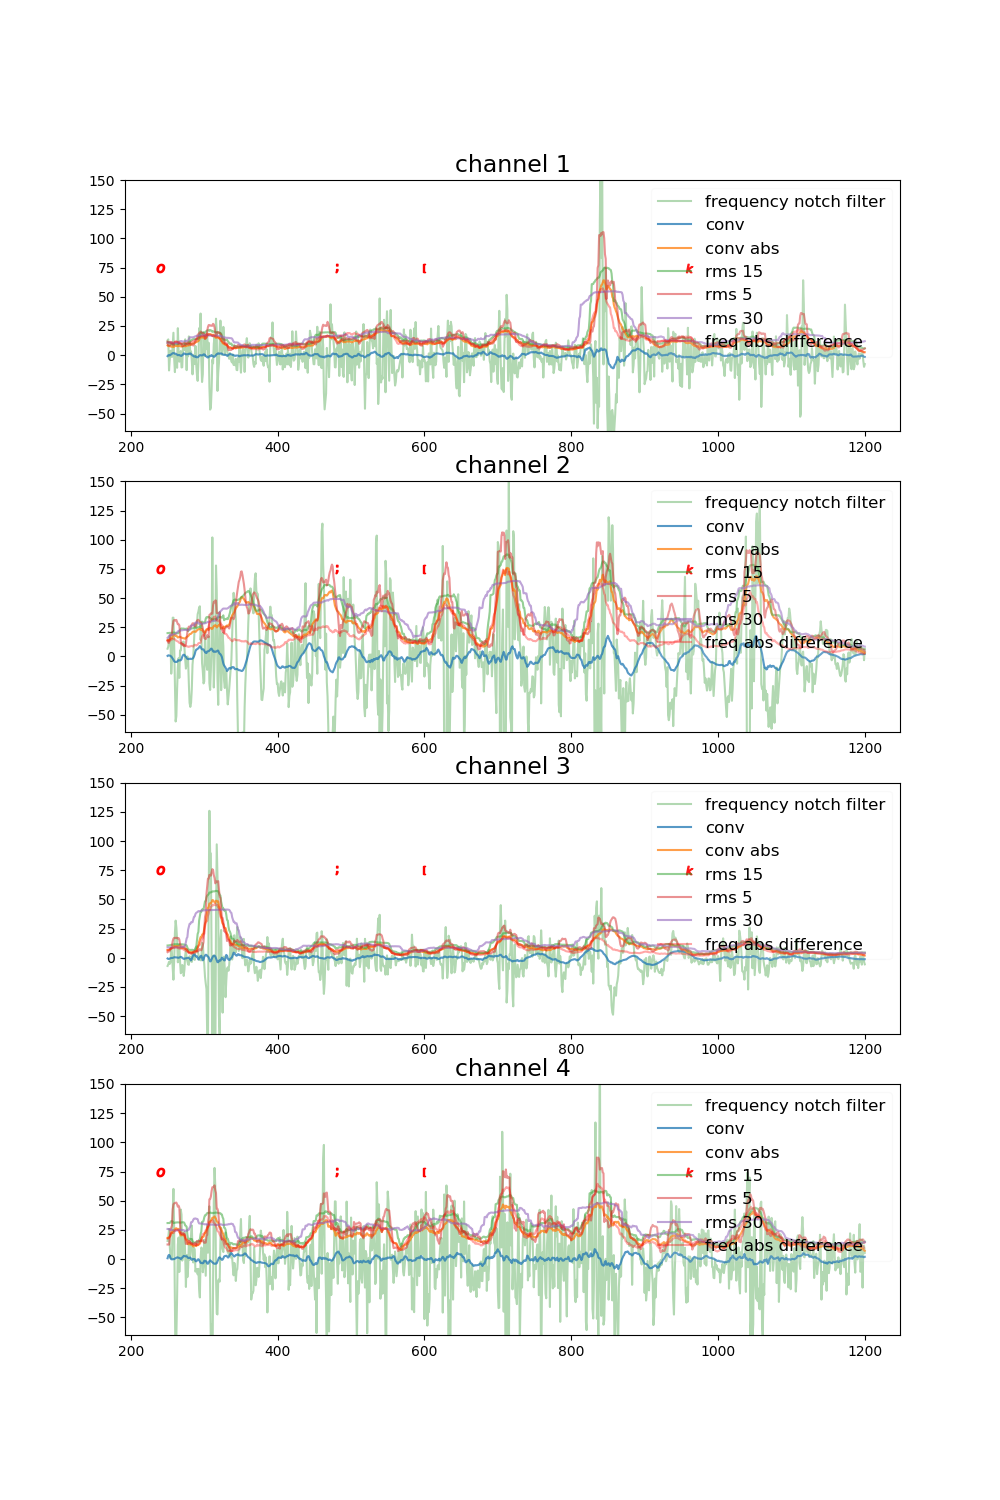 channel 1
150
125
100
75
50
25
0
−25
−50
frequency notch filter
conv
conv abs
rms 15
rms 5
rms 30
freq abs difference
o ; [ k
200 400 600 800 1000 1200
channel 2
150
125
100
75
50
25
0
−25
−50
frequency notch filter
conv
conv abs
rms 15
rms 5
rms 30
freq abs difference
o ; [ k
200 400 600 800 1000 1200
channel 3
150
125
100
75
50
25
0
−25
−50
frequency notch filter
conv
conv abs
rms 15
rms 5
rms 30
freq abs difference
o ; [ k
200 400 600 800 1000 1200
channel 4
150
125
100
75
50
25
0
−25
−50
frequency notch filter
conv
conv abs
rms 15
rms 5
rms 30
freq abs difference
o ; [ k
200 400 600 800 1000 1200